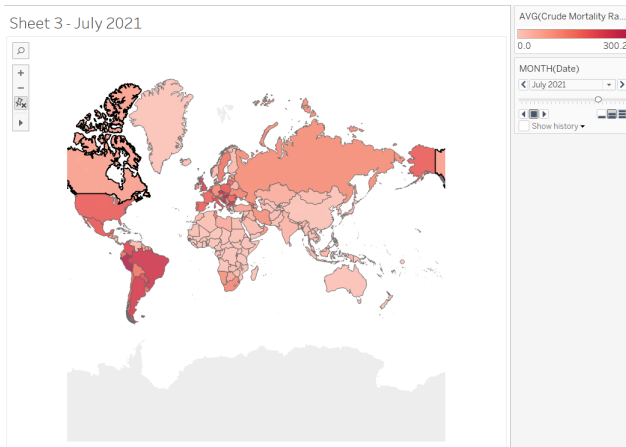 Sheet 3 - July 2021
AVG(Crude Mortality Ra...
0.0 300.2
MONTH(Date)
July 2021
Show history